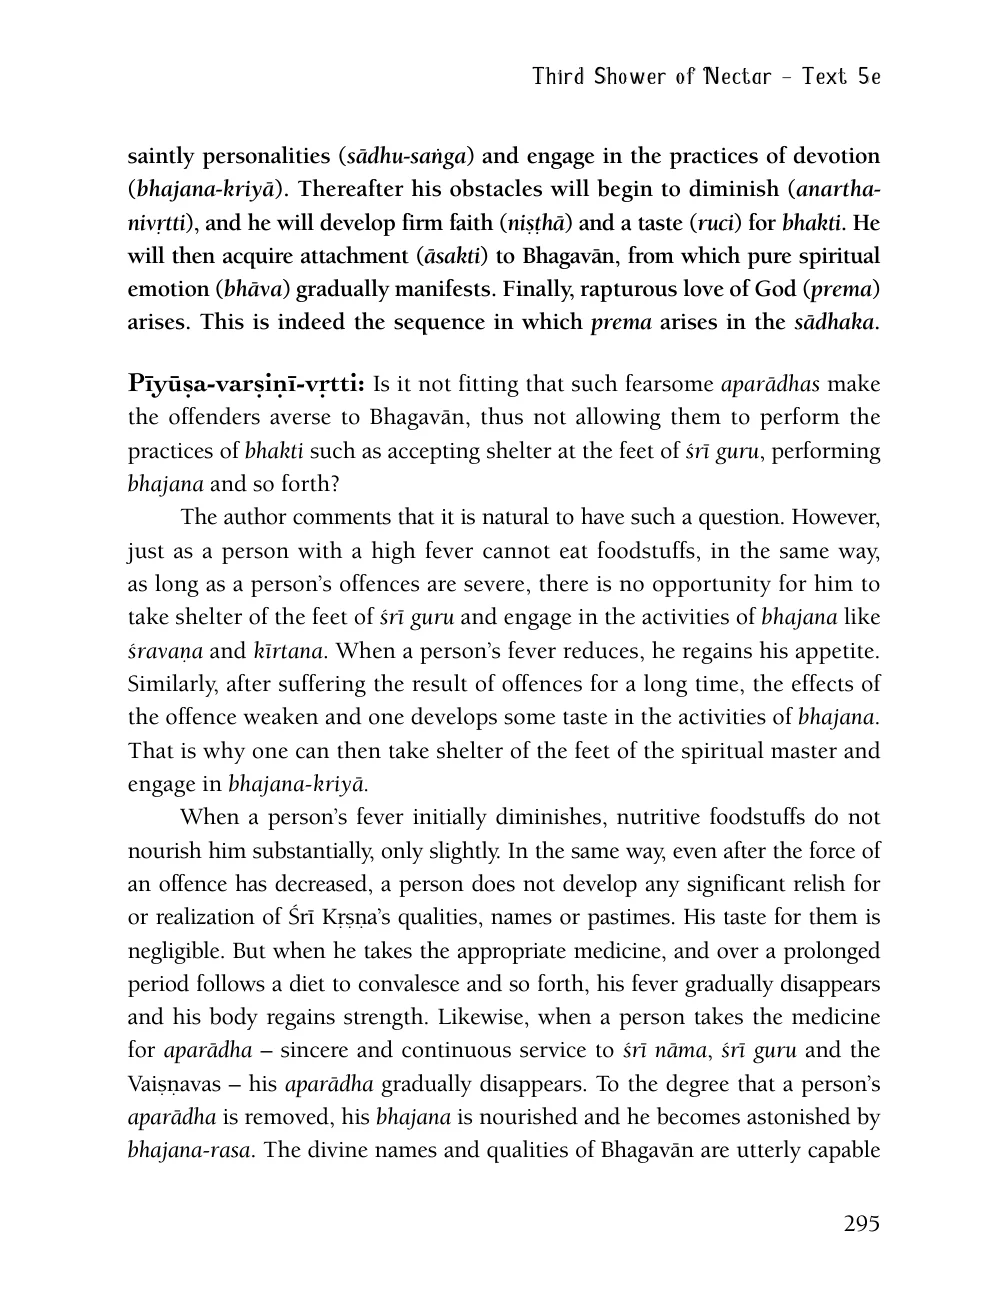 Third Shower of Nectar – Text 5e
saintly personalities (sādhu-saṅga) and engage in the practices of devotion
(bhajana-kriyā). Thereafter his obstacles will begin to diminish (anartha-
nivṛtti), and he will develop firm faith (niṣṭhā) and a taste (ruci) for bhakti. He
will then acquire attachment (āsakti) to Bhagavān, from which pure spiritual
emotion (bhāva) gradually manifests. Finally, rapturous love of God (prema)
arises. This is indeed the sequence in which prema arises in the sādhaka.
Pīyūṣa-varṣiṇī-vṛtti: Is it not fitting that such fearsome aparādhas make
the offenders averse to Bhagavān, thus not allowing them to perform the
practices of bhakti such as accepting shelter at the feet of śrī guru, performing
bhajana and so forth?
The author comments that it is natural to have such a question. However,
just as a person with a high fever cannot eat foodstuffs, in the same way,
as long as a person’s offences are severe, there is no opportunity for him to
take shelter of the feet of śrī guru and engage in the activities of bhajana like
śravaṇa and kīrtana. When a person’s fever reduces, he regains his appetite.
Similarly, after suffering the result of offences for a long time, the effects of
the offence weaken and one develops some taste in the activities of bhajana.
That is why one can then take shelter of the feet of the spiritual master and
engage in bhajana-kriyā.
When a person’s fever initially diminishes, nutritive foodstuffs do not
nourish him substantially, only slightly. In the same way, even after the force of
an offence has decreased, a person does not develop any significant relish for
or realization of Śrī Kṛṣṇa’s qualities, names or pastimes. His taste for them is
negligible. But when he takes the appropriate medicine, and over a prolonged
period follows a diet to convalesce and so forth, his fever gradually disappears
and his body regains strength. Likewise, when a person takes the medicine
for aparādha – sincere and continuous service to śrī nāma, śrī guru and the
Vaiṣṇavas – his aparādha gradually disappears. To the degree that a person’s
aparādha is removed, his bhajana is nourished and he becomes astonished by
bhajana-rasa. The divine names and qualities of Bhagavān are utterly capable
295